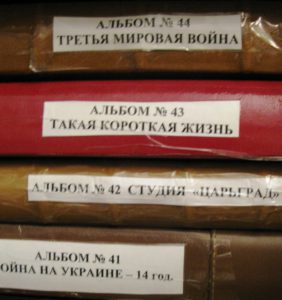 АЛЬБОМ № 44
ТРЕТЬЯ МИРОВАЯ ВОЙНА
АЛЬБОМ № 43
ТАКАЯ КОРОТКАЯ ЖИЗНЬ
АЛЬБОМ № 42 СТУДИЯ «ЦАРЬГРАД»
АЛЬБОМ № 41
ОЙНА НА УКРАИНЕ – 14 год.